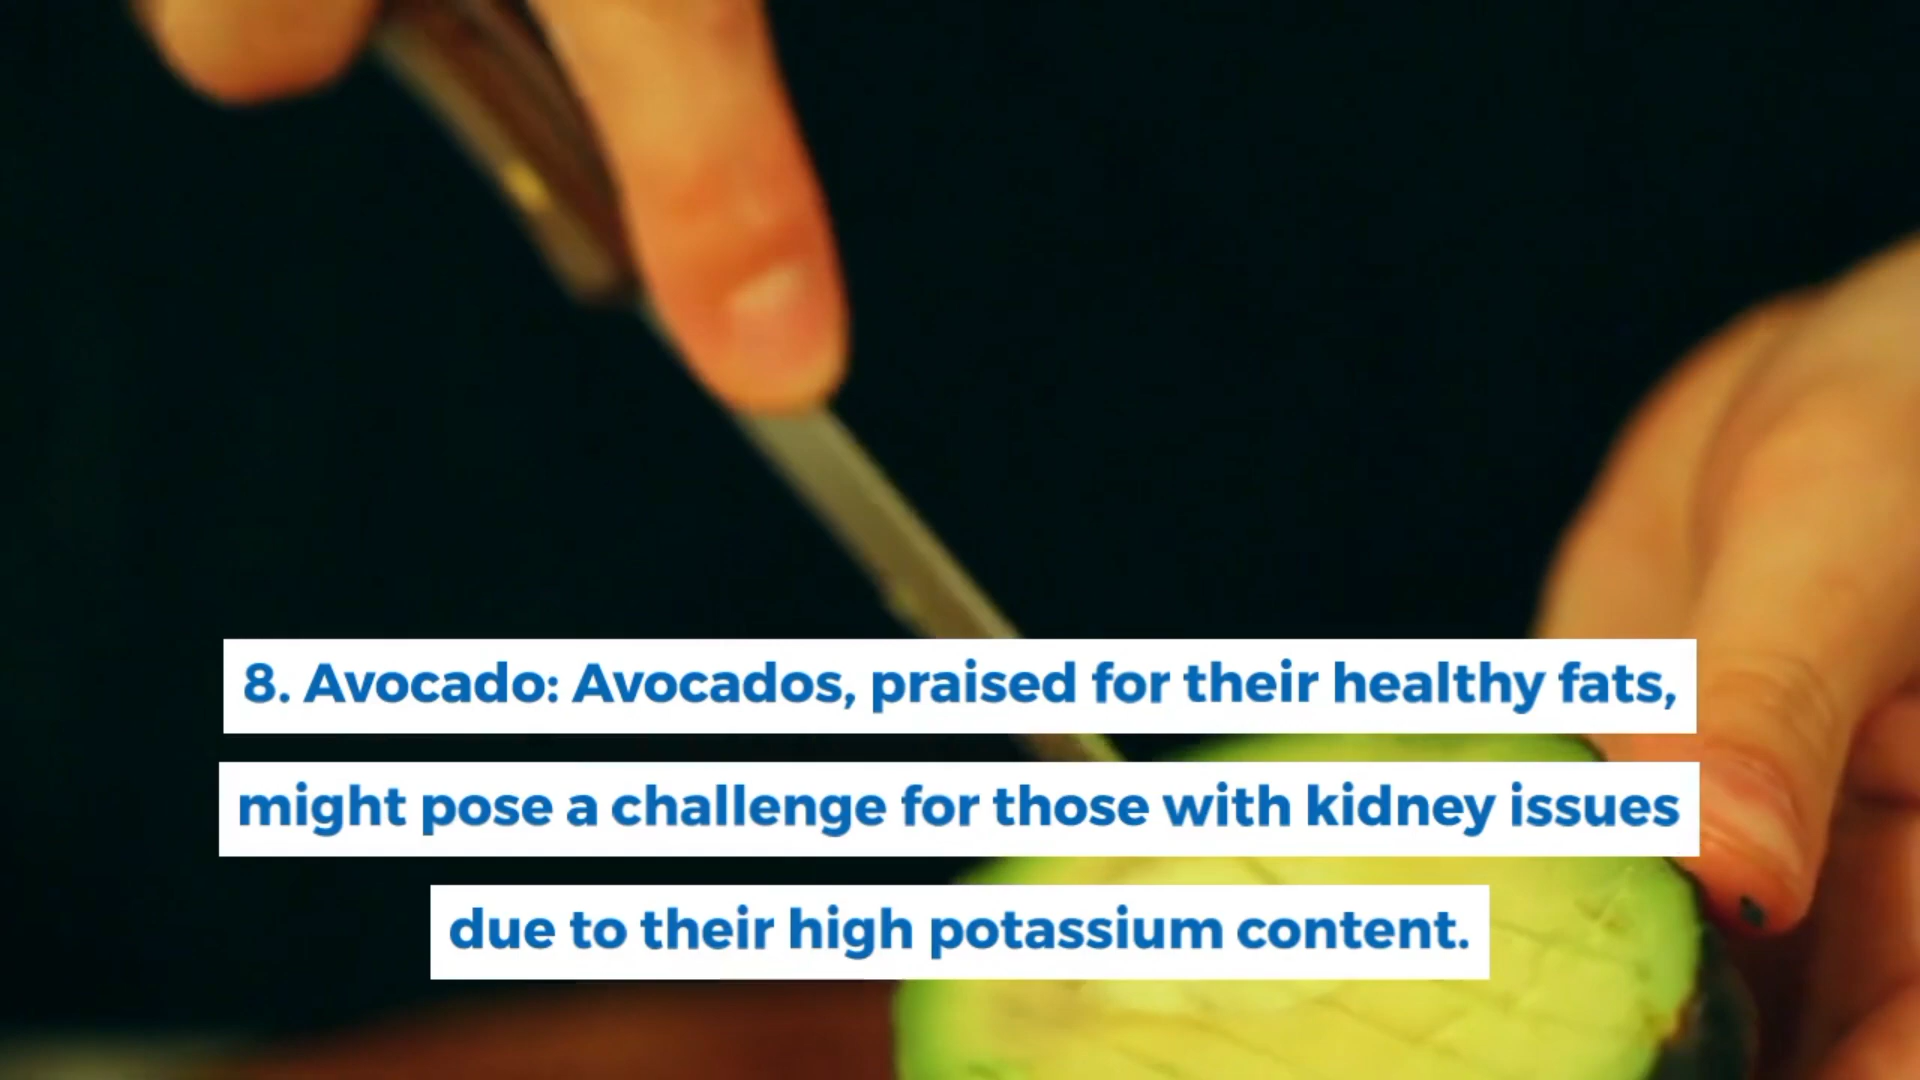 8. Avocado: Avocados, praised for their healthy fats,
might pose a challenge for those with kidney issues
due to their high potassium content.